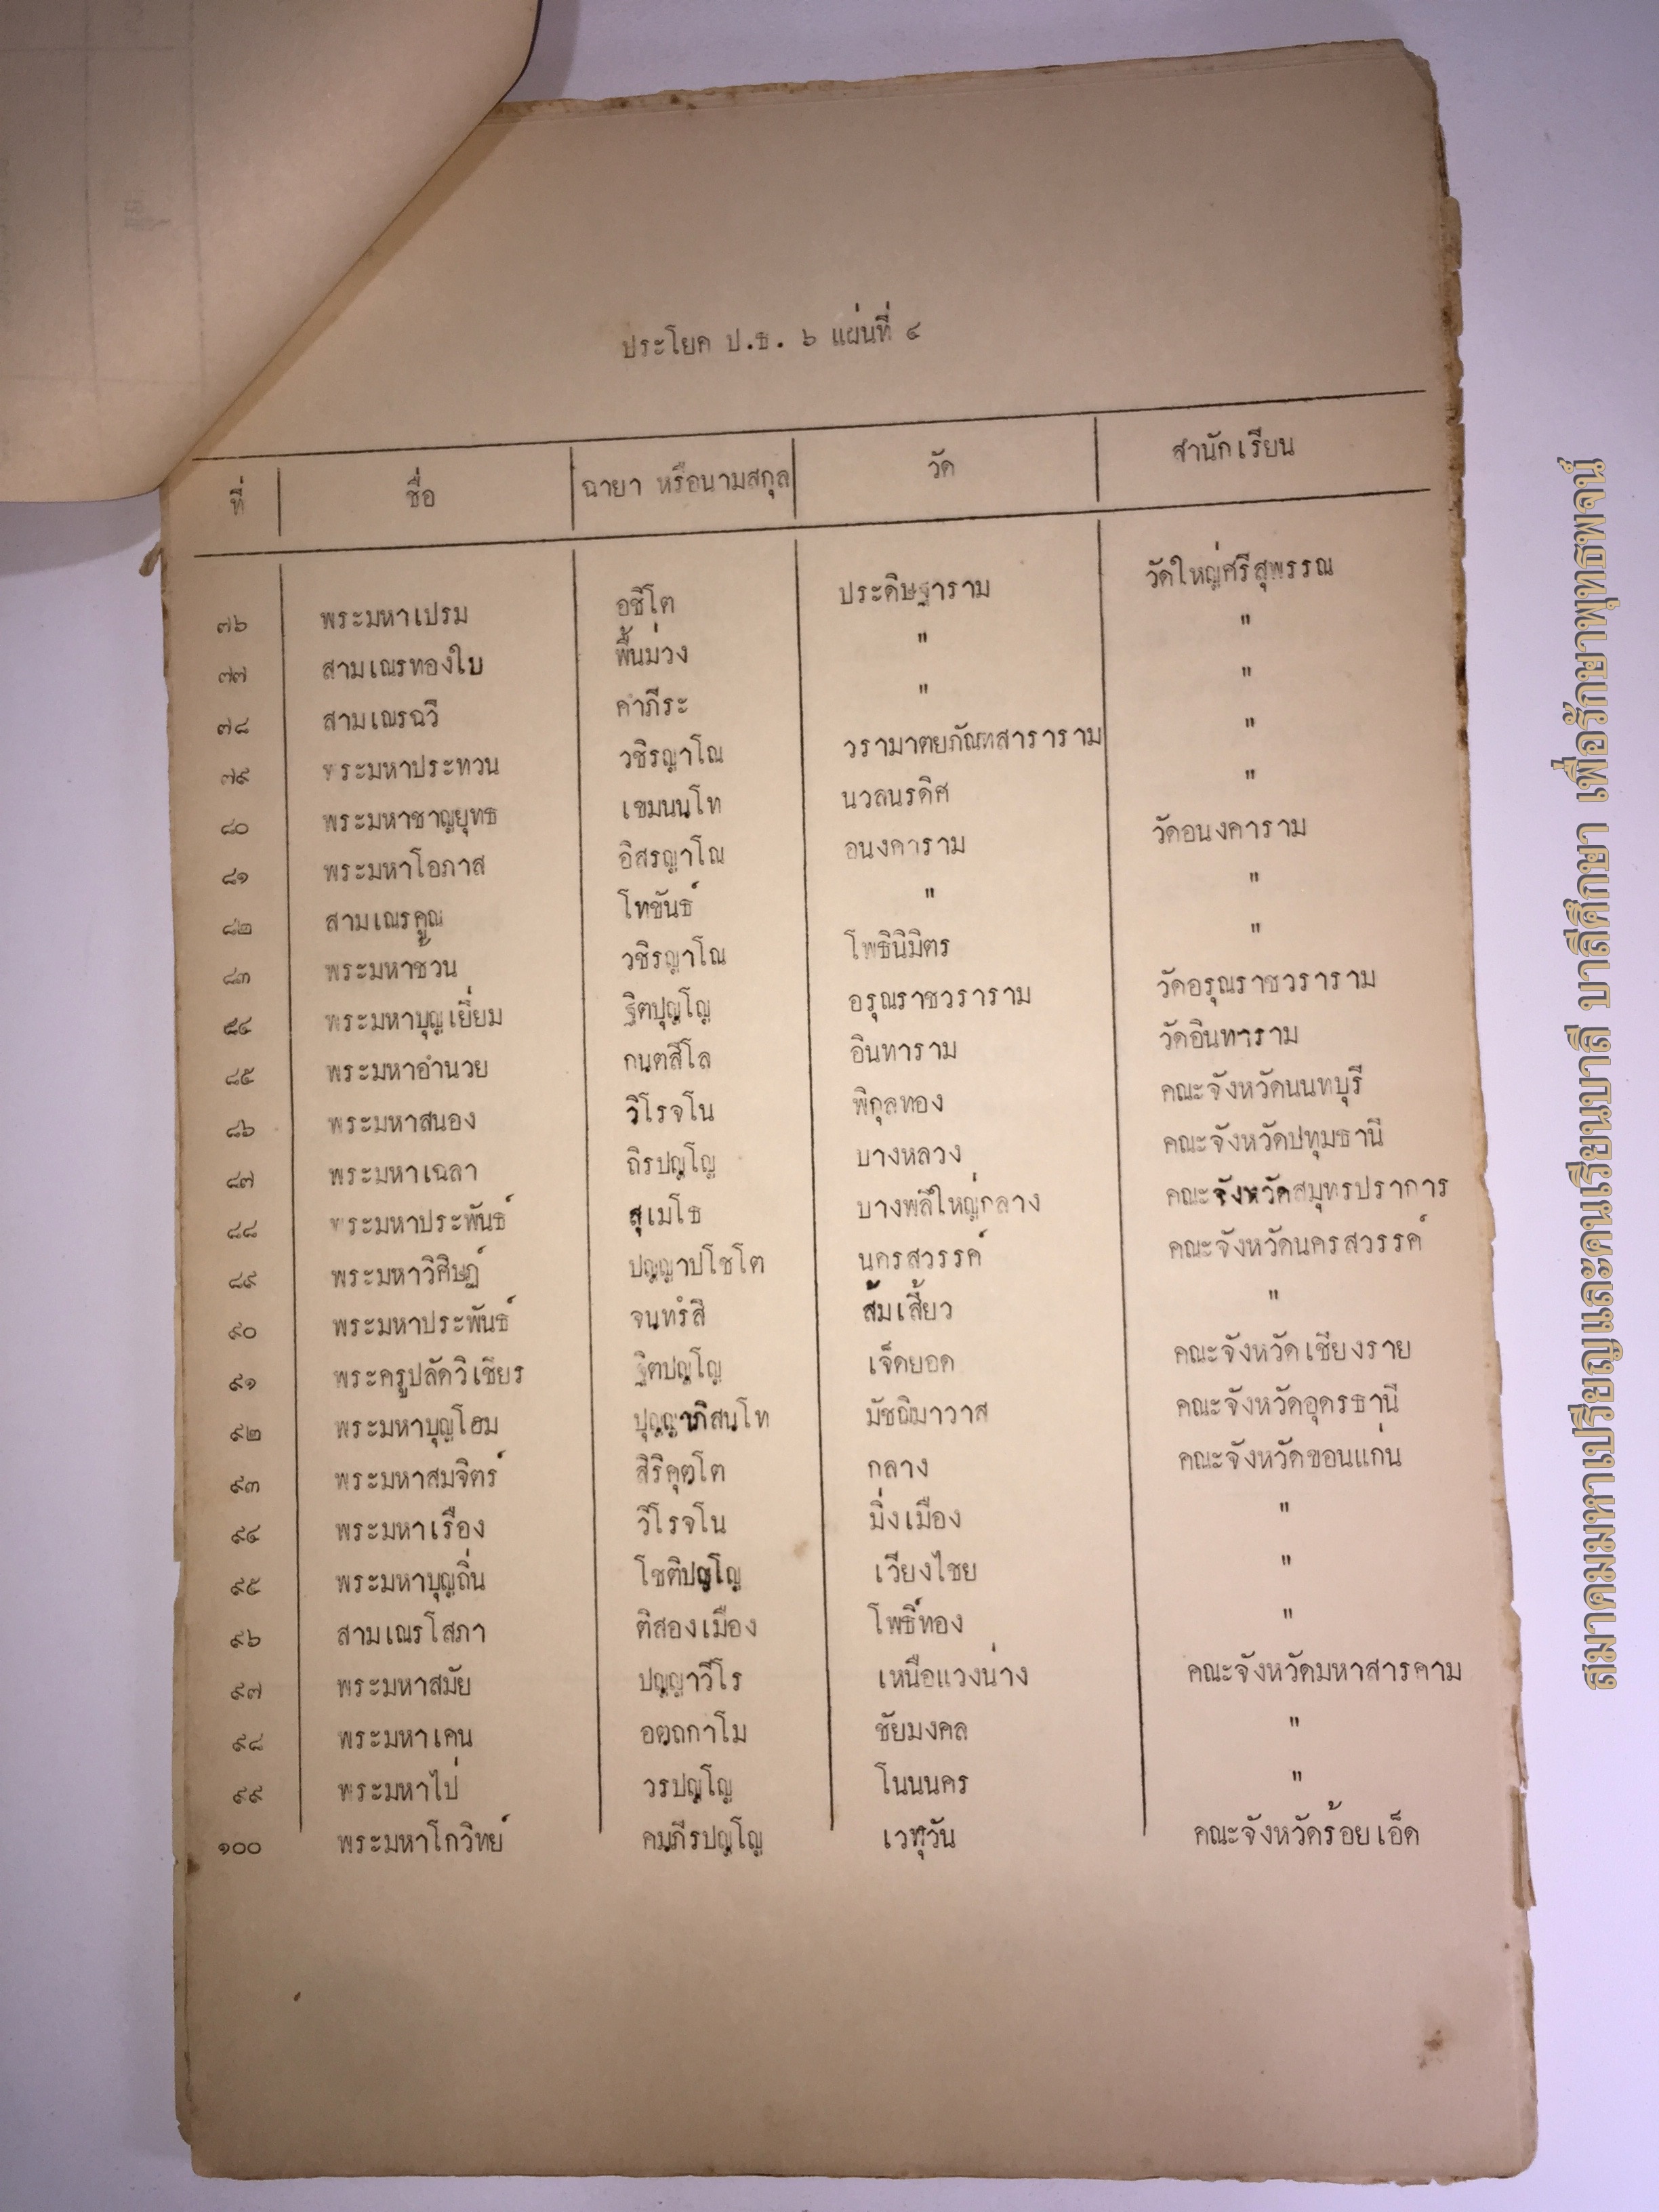 ประโยค ป.ธ. ๖ แผ่นที่ ๔
ที่ ชื่อ ฉายา หรือนามสกุล วัด สำนักเรียน
๗๖ พระมหาเปรม อชิโต ประดิษฐาราม วัดใหญ่ศรีสุพรรณ
๗๗ สามเณรทองใบ พื้นม่วง " "
๗๘ สามเณรฉวี คำภีระ " "
๗๙ พระมหาประทวน วชิรญาโณ วรามาตยภัณฑสาราราม "
๘๐ พระมหาชาญยุทธ เขมนนฺโท นวลนรดิศ "
๘๑ พระมหาโอภาส อิสรญาโณ อนงคาราม วัดอนงคาราม
๘๒ สามเณรคูณ โทขันธ์ " "
๘๓ พระมหาช้วน วชิรญาโณ โพธินิมิตร "
๘๔ พระมหาบุญเยี่ยม ฐิตปุญฺโญ อรุณราชวราราม วัดอรุณราชวราราม
๘๕ พระมหาอำนวย กนฺตสีโล อินทาราม วัดอินทาราม
๘๖ พระมหาสนอง วิโรจโน พิกุลทอง คณะจังหวัดนนทบุรี
๘๗ พระมหาเฉลา ถิรปญฺโญ บางหลวง คณะจังหวัดปทุมธานี
๘๘ พระมหาประพันธ์ สุเมโธ บางพลีใหญ่กลาง คณะจังหวัดสมุทรปราการ
๘๙ พระมหาวิศิษฏ์ ปญฺญาปโชโต นครสวรรค์ คณะจังหวัดนครสวรรค์
๙๐ พระมหาประพันธ์ จนฺทรํสี ส้มเสี้ยว "
๙๑ พระครูปลัดวิเชียร ฐิตปญฺโญ เจ็ดยอด คณะจังหวัดเชียงราย
๙๒ พระมหาบุญโฮม ปุญฺญาภิสนฺโท มัชฌิมาวาส คณะจังหวัดอุดรธานี
๙๓ พระมหาสมจิตร์ สิริคุตฺโต กลาง คณะจังหวัดขอนแก่น
๙๔ พระมหาเรือง วิโรจโน มิ่งเมือง "
๙๕ พระมหาบุญถิ่น โชติปญฺโญ เวียงไชย "
๙๖ สามเณรโสภา ตีสองเมือง โพธิ์ทอง "
๙๗ พระมหาสมัย ปญฺญาวีโร เหนือแวงน่าง คณะจังหวัดมหาสารคาม
๙๘ พระมหาเคน อตฺถกาโม ชัยมงคล "
๙๙ พระมหาไป่ วรปญฺโญ โนนนคร "
๑๐๐ พระมหาโกวิทย์ คมฺภีรปญฺโญ เวฬุวัน คณะจังหวัดร้อยเอ็ด
สมาคมมหาเปรียญและคนเรียนบาลี บาลีศึกษา เพื่อรักษาพุทธพจน์